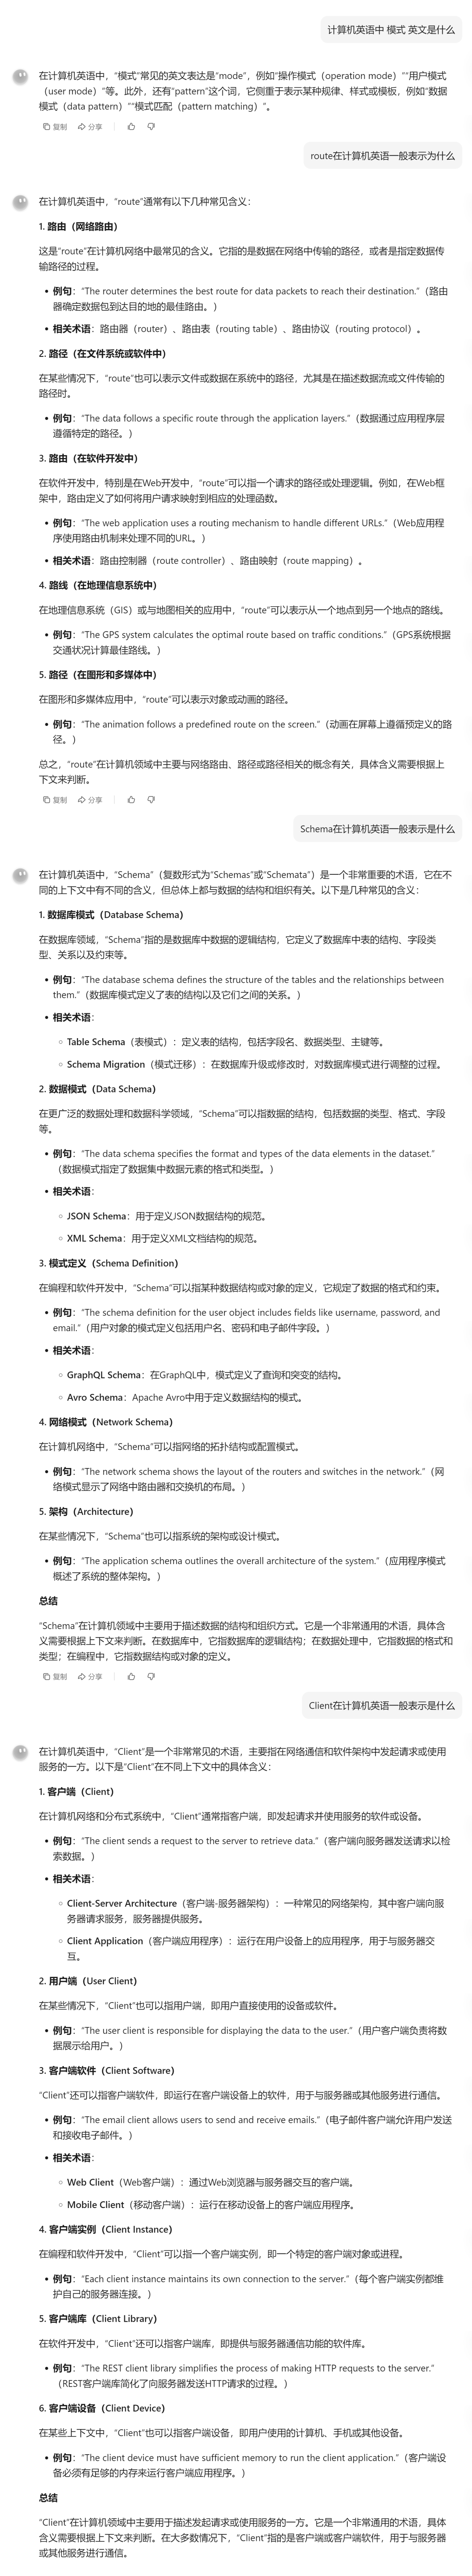 计算机英语中 模式 英文是什么
在计算机英语中，“模式”常见的英文表达是“mode”，例如“操作模式（operation mode）”“用户模式
（user mode）”等。此外，还有“pattern”这个词，它侧重于表示某种规律、样式或模板，例如“数据
模式（data pattern）”“模式匹配（pattern matching）”。
复制 分享
route在计算机英语一般表示为什么
在计算机英语中，“route”通常有以下几种常见含义：
1. 路由（网络路由）
这是“route”在计算机网络中最常见的含义。它指的是数据在网络中传输的路径，或者是指定数据传
输路径的过程。
• 例句：“The router determines the best route for data packets to reach their destination.”（路由
器确定数据包到达目的地的最佳路由。）
• 相关术语：路由器（router）、路由表（routing table）、路由协议（routing protocol）。
2. 路径（在文件系统或软件中）
在某些情况下，“route”也可以表示文件或数据在系统中的路径，尤其是在描述数据流或文件传输的
路径时。
• 例句：“The data follows a specific route through the application layers.”（数据通过应用程序层
遵循特定的路径。）
3. 路由（在软件开发中）
在软件开发中，特别是在Web开发中，“route”可以指一个请求的路径或处理逻辑。例如，在Web框
架中，路由定义了如何将用户请求映射到相应的处理函数。
• 例句：“The web application uses a routing mechanism to handle different URLs.”（Web应用程
序使用路由机制来处理不同的URL。）
• 相关术语：路由控制器（route controller）、路由映射（route mapping）。
4. 路线（在地理信息系统中）
在地理信息系统（GIS）或与地图相关的应用中，“route”可以表示从一个地点到另一个地点的路线。
• 例句：“The GPS system calculates the optimal route based on traffic conditions.”（GPS系统根据
交通状况计算最佳路线。）
5. 路径（在图形和多媒体中）
在图形和多媒体应用中，“route”可以表示对象或动画的路径。
• 例句：“The animation follows a predefined route on the screen.”（动画在屏幕上遵循预定义的路
径。）
总之，“route”在计算机领域中主要与网络路由、路径或路径相关的概念有关，具体含义需要根据上
下文来判断。
复制 分享
Schema在计算机英语一般表示是什么
在计算机英语中，“Schema”（复数形式为“Schemas”或“Schemata”）是一个非常重要的术语，它在不
同的上下文中有不同的含义，但总体上都与数据的结构和组织有关。以下是几种常见的含义：
1. 数据库模式（Database Schema）
在数据库领域，“Schema”指的是数据库中数据的逻辑结构，它定义了数据库中表的结构、字段类
型、关系以及约束等。
• 例句：“The database schema defines the structure of the tables and the relationships between
them.”（数据库模式定义了表的结构以及它们之间的关系。）
• 相关术语：
◦ Table Schema（表模式）：定义表的结构，包括字段名、数据类型、主键等。
◦ Schema Migration（模式迁移）：在数据库升级或修改时，对数据库模式进行调整的过程。
2. 数据模式（Data Schema）
在更广泛的数据处理和数据科学领域，“Schema”可以指数据的结构，包括数据的类型、格式、字段
等。
• 例句：“The data schema specifies the format and types of the data elements in the dataset.”
（数据模式指定了数据集中数据元素的格式和类型。）
• 相关术语：
◦ JSON Schema：用于定义JSON数据结构的规范。
◦ XML Schema：用于定义XML文档结构的规范。
3. 模式定义（Schema Definition）
在编程和软件开发中，“Schema”可以指某种数据结构或对象的定义，它规定了数据的格式和约束。
• 例句：“The schema definition for the user object includes fields like username, password, and
email.”（用户对象的模式定义包括用户名、密码和电子邮件字段。）
• 相关术语：
◦ GraphQL Schema：在GraphQL中，模式定义了查询和突变的结构。
◦ Avro Schema：Apache Avro中用于定义数据结构的模式。
4. 网络模式（Network Schema）
在计算机网络中，“Schema”可以指网络的拓扑结构或配置模式。
• 例句：“The network schema shows the layout of the routers and switches in the network.”（网
络模式显示了网络中路由器和交换机的布局。）
5. 架构（Architecture）
在某些情况下，“Schema”也可以指系统的架构或设计模式。
• 例句：“The application schema outlines the overall architecture of the system.”（应用程序模式
概述了系统的整体架构。）
总结
“Schema”在计算机领域中主要用于描述数据的结构和组织方式。它是一个非常通用的术语，具体含
义需要根据上下文来判断。在数据库中，它指数据库的逻辑结构；在数据处理中，它指数据的格式和
类型；在编程中，它指数据结构或对象的定义。
复制 分享
Client在计算机英语一般表示是什么
在计算机英语中，“Client”是一个非常常见的术语，主要指在网络通信和软件架构中发起请求或使用
服务的一方。以下是“Client”在不同上下文中的具体含义：
1. 客户端（Client）
在计算机网络和分布式系统中，“Client”通常指客户端，即发起请求并使用服务的软件或设备。
• 例句：“The client sends a request to the server to retrieve data.”（客户端向服务器发送请求以检
索数据。）
• 相关术语：
◦ Client-Server Architecture（客户端-服务器架构）：一种常见的网络架构，其中客户端向服
务器请求服务，服务器提供服务。
◦ Client Application（客户端应用程序）：运行在用户设备上的应用程序，用于与服务器交
互。
2. 用户端（User Client）
在某些情况下，“Client”也可以指用户端，即用户直接使用的设备或软件。
• 例句：“The user client is responsible for displaying the data to the user.”（用户客户端负责将数
据展示给用户。）
3. 客户端软件（Client Software）
“Client”还可以指客户端软件，即运行在客户端设备上的软件，用于与服务器或其他服务进行通信。
• 例句：“The email client allows users to send and receive emails.”（电子邮件客户端允许用户发送
和接收电子邮件。）
• 相关术语：
◦ Web Client（Web客户端）：通过Web浏览器与服务器交互的客户端。
◦ Mobile Client（移动客户端）：运行在移动设备上的客户端应用程序。
4. 客户端实例（Client Instance）
在编程和软件开发中，“Client”可以指一个客户端实例，即一个特定的客户端对象或进程。
• 例句：“Each client instance maintains its own connection to the server.”（每个客户端实例都维
护自己的服务器连接。）
5. 客户端库（Client Library）
在软件开发中，“Client”还可以指客户端库，即提供与服务器通信功能的软件库。
• 例句：“The REST client library simplifies the process of making HTTP requests to the server.”
（REST客户端库简化了向服务器发送HTTP请求的过程。）
6. 客户端设备（Client Device）
在某些上下文中，“Client”也可以指客户端设备，即用户使用的计算机、手机或其他设备。
• 例句：“The client device must have sufficient memory to run the client application.”（客户端设
备必须有足够的内存来运行客户端应用程序。）
总结
“Client”在计算机领域中主要用于描述发起请求或使用服务的一方。它是一个非常通用的术语，具体
含义需要根据上下文来判断。在大多数情况下，“Client”指的是客户端或客户端软件，用于与服务器
或其他服务进行通信。